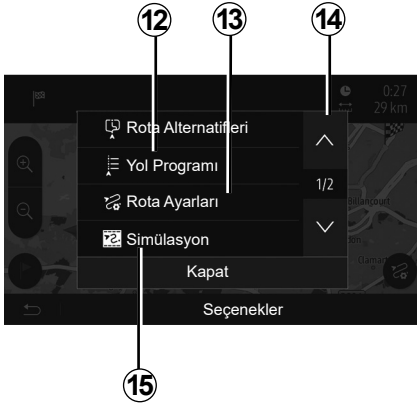 12 13 14
0:27
29 km
Rota Alternatifleri
Yol Programı
1/2
Rota Ayarları
Billancourt
Simülasyon
Kapat
Seçenekler
15